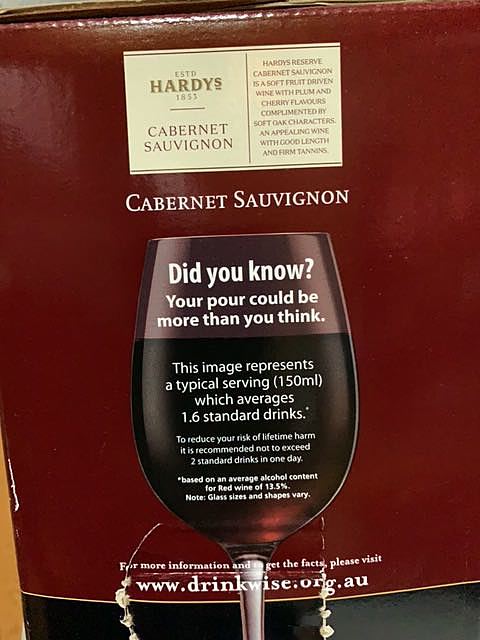 ESTD
HARDYS
1853
CABERNET
SAUVIGNON
HARDYS RESERVE
CABERNET SAUVIGNON
IS A SOFT FRUIT DRIVEN
WINE WITH PLUM AND
CHERRY FLAVOURS
COMPLIMENTED BY
SOFT OAK CHARACTERS.
AN APPEALING WINE
WITH GOOD LENGTH
AND FIRM TANNINS.
CABERNET SAUVIGNON
Did you know?
Your pour could be
more than you think.
This image represents
a typical serving (150ml)
which averages
1.6 standard drinks.*
To reduce your risk of lifetime harm
it is recommended not to exceed
2 standard drinks in one day.
*based on an average alcohol content
for Red wine of 13.5%.
Note: Glass sizes and shapes vary.
For more information and to get the facts, please visit
www.drinkwise.org.au